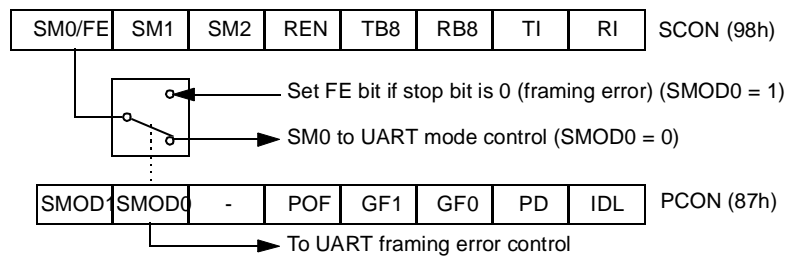 SM0/FE SM1 SM2 REN TB8 RB8 TI RI SCON (98h)
Set FE bit if stop bit is 0 (framing error) (SMOD0 = 1)
SM0 to UART mode control (SMOD0 = 0)
SMOD1 SMOD0 - POF GF1 GF0 PD IDL PCON (87h)
To UART framing error control